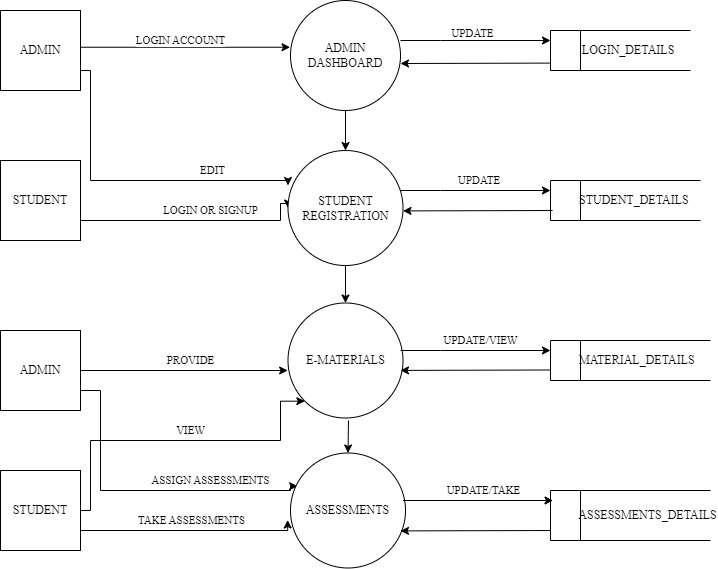 ADMIN
LOGIN ACCOUNT
ADMIN
DASHBOARD
UPDATE
LOGIN_DETAILS
EDIT
STUDENT
LOGIN OR SIGNUP
STUDENT
REGISTRATION
UPDATE
STUDENT_DETAILS
ADMIN
PROVIDE
E-MATERIALS
UPDATE/VIEW
MATERIAL_DETAILS
VIEW
ASSIGN ASSESSMENTS
STUDENT
TAKE ASSESSMENTS
ASSESSMENTS
UPDATE/TAKE
ASSESSMENTS_DETAILS